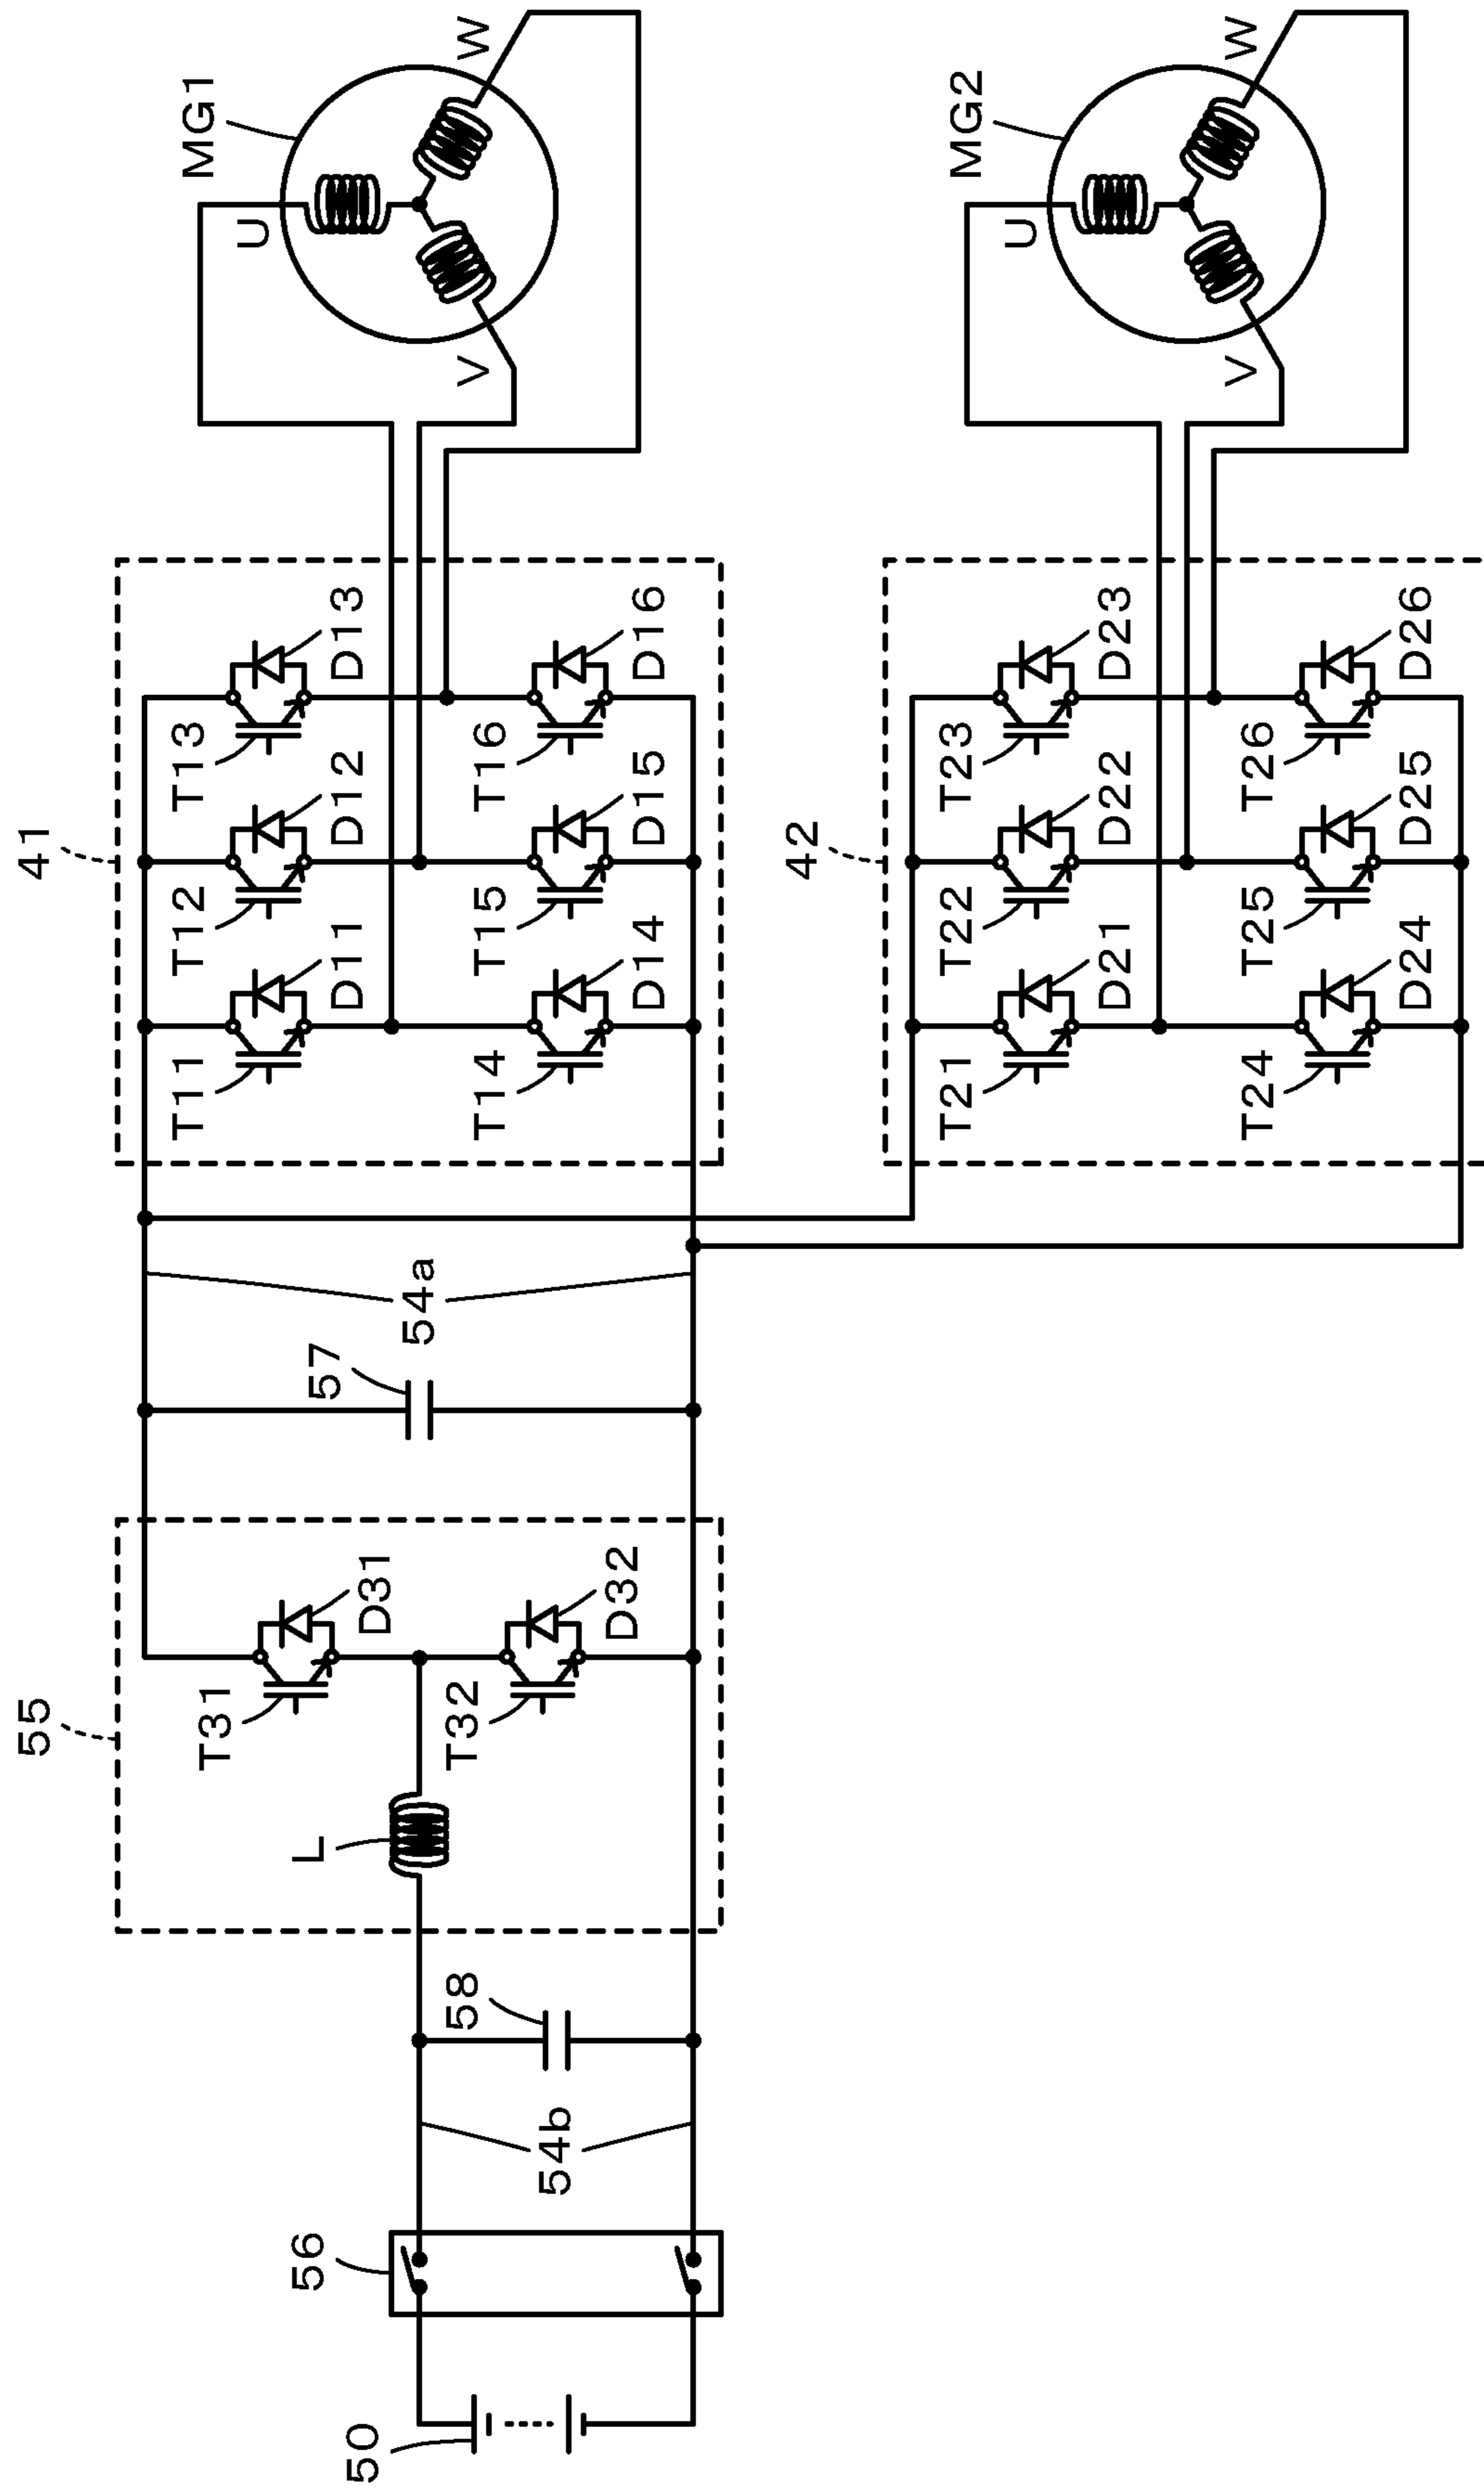 50
56
54b
58
55
L
T31
D31
T32
D32
57
54a
41
T11
D11
T12
D12
T13
D13
T14
D14
T15
D15
T16
D16
MG1
U
V
W
42
T21
D21
T22
D22
T23
D23
T24
D24
T25
D25
T26
D26
MG2
U
V
W